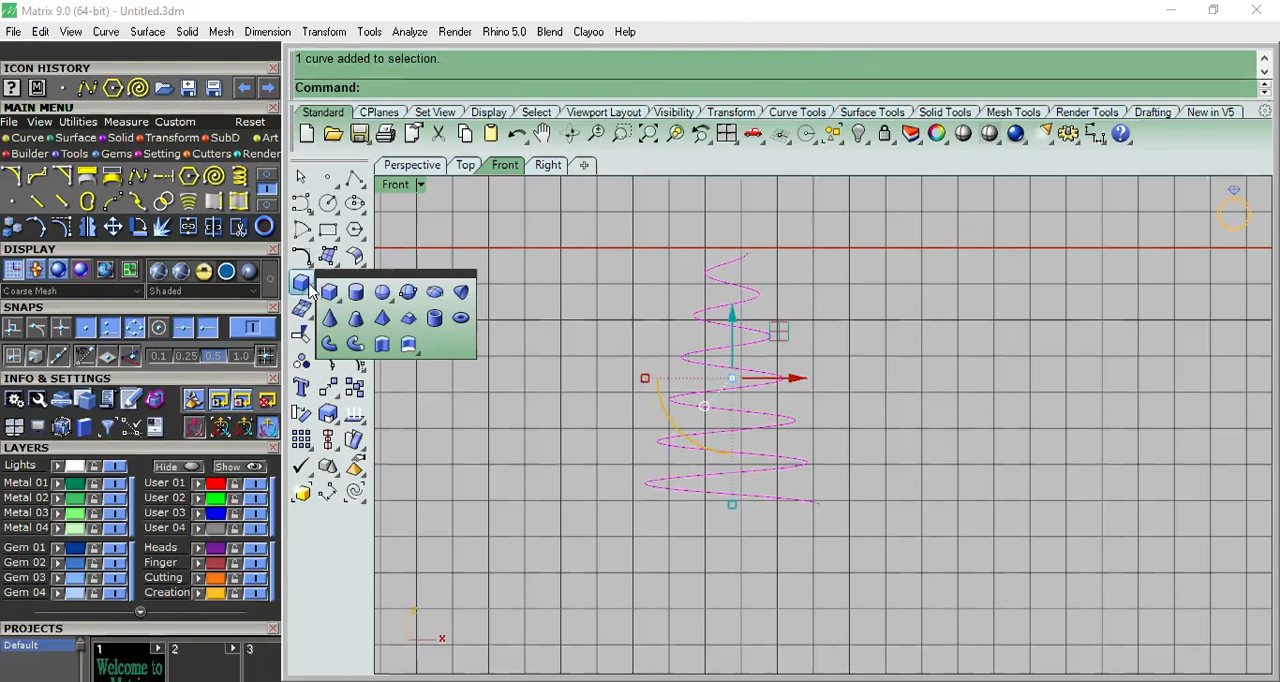 Matrix 9.0 (64-bit) - Untitled.3dm
File Edit View Curve Surface Solid Mesh Dimension Transform Tools Analyze Render Rhino 5.0 Blend Clayoo Help
ICON HISTORY
1 curve added to selection.
Command:
MAIN MENU
File View Utilities Measure Custom Reset
Curve Surface Solid Transform SubD Art
Builder Tools Gems Setting Cutters Render
Standard CPlanes Set View Display Select Viewport Layout Visibility Transform Curve Tools Surface Tools Solid Tools Mesh Tools Render Tools Drafting New in V5
Perspective Top Front Right
Front
DISPLAY
Coarse Mesh Shaded
SNAPS
0.1 0.25 0.5 1.0
INFO & SETTINGS
LAYERS
Lights Hide Show
Metal 01 User 01
Metal 02 User 02
Metal 03 User 03
Metal 04 User 04
Gem 01 Heads
Gem 02 Finger
Gem 03 Cutting
Gem 04 Creation
PROJECTS
Default 1 2 3
Welcome to
x